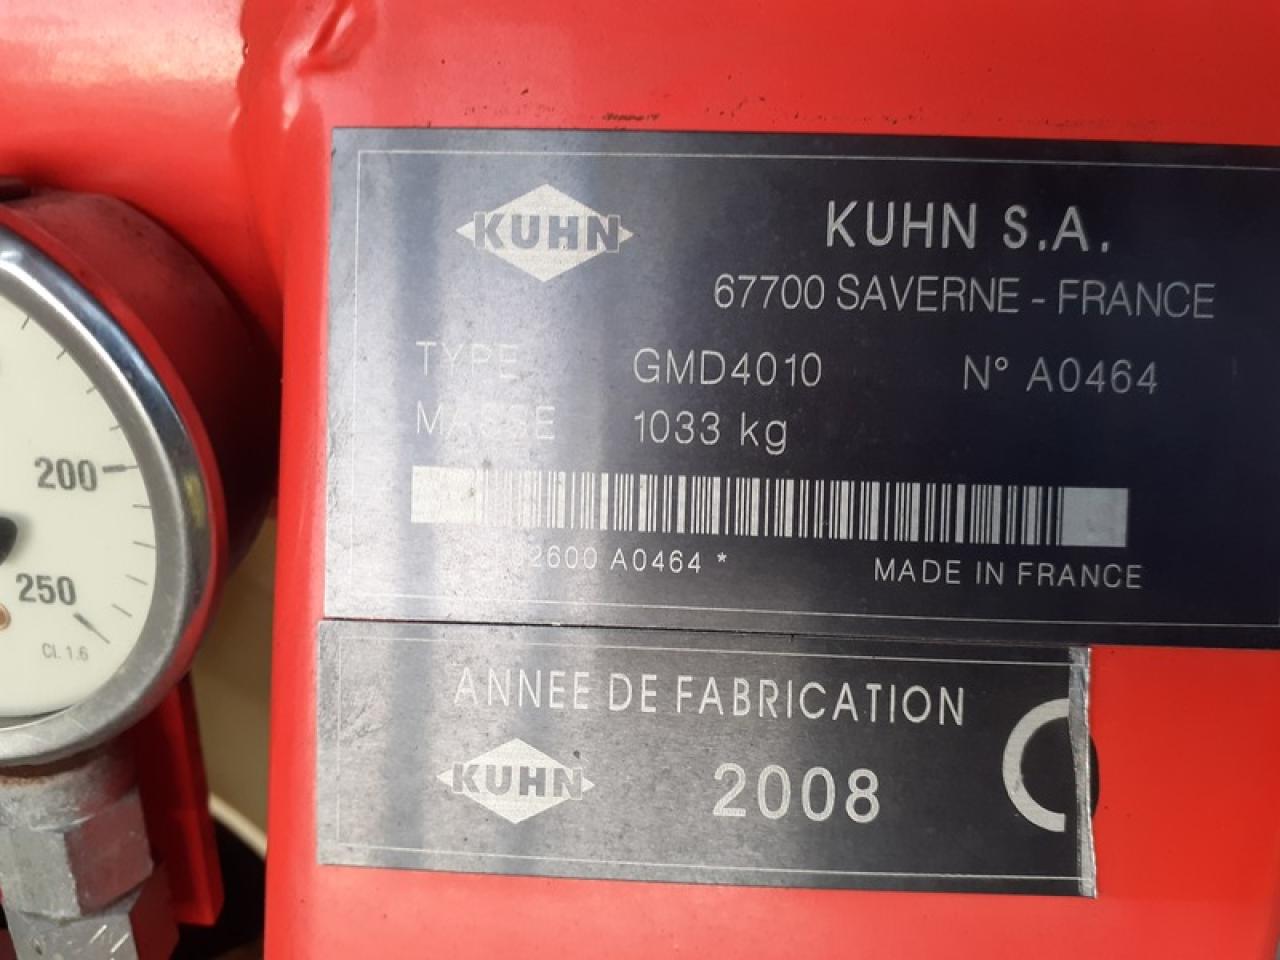 KUHN
KUHN S.A.
67700 SAVERNE - FRANCE
TYPE GMD4010 N° A0464
MASSE 1033 kg
2600 A0464 *
MADE IN FRANCE
ANNEE DE FABRICATION
KUHN
2008
C
200
250
Cl. 1.6